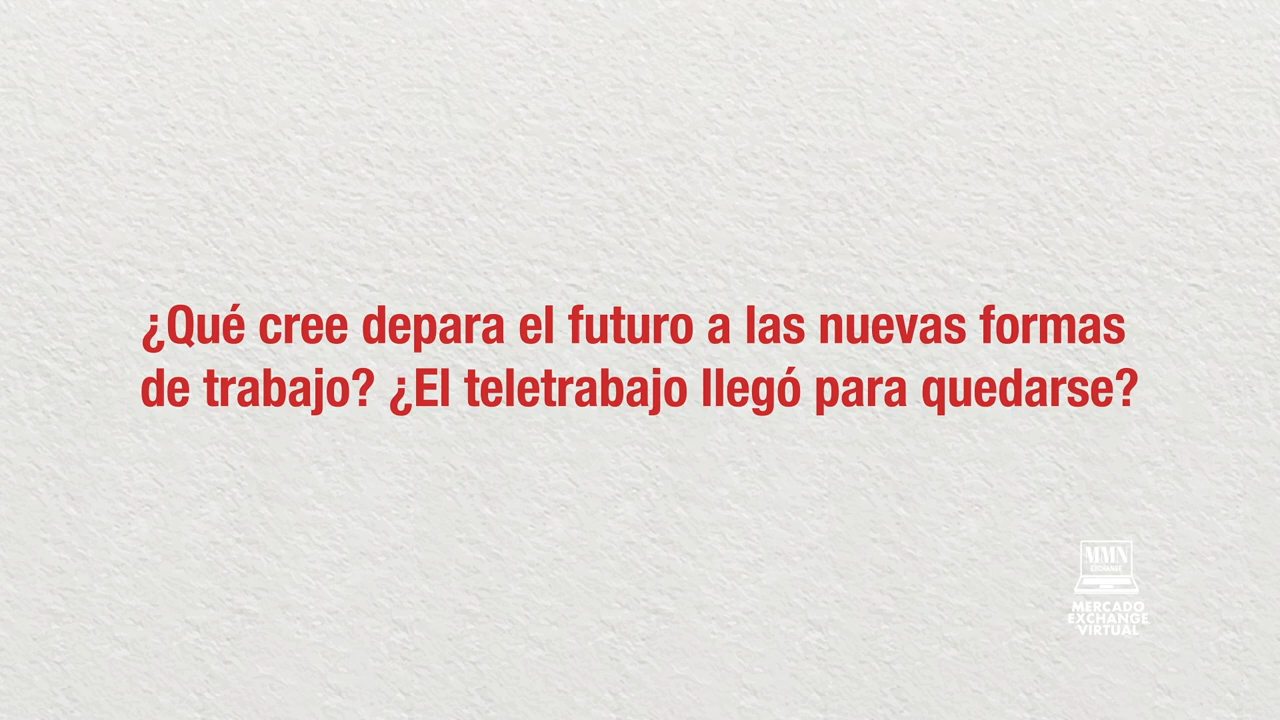 ¿Qué cree depara el futuro a las nuevas formas
de trabajo? ¿El teletrabajo llegó para quedarse?
MMN
EXCHANGE
MERCADO
EXCHANGE
VIRTUAL